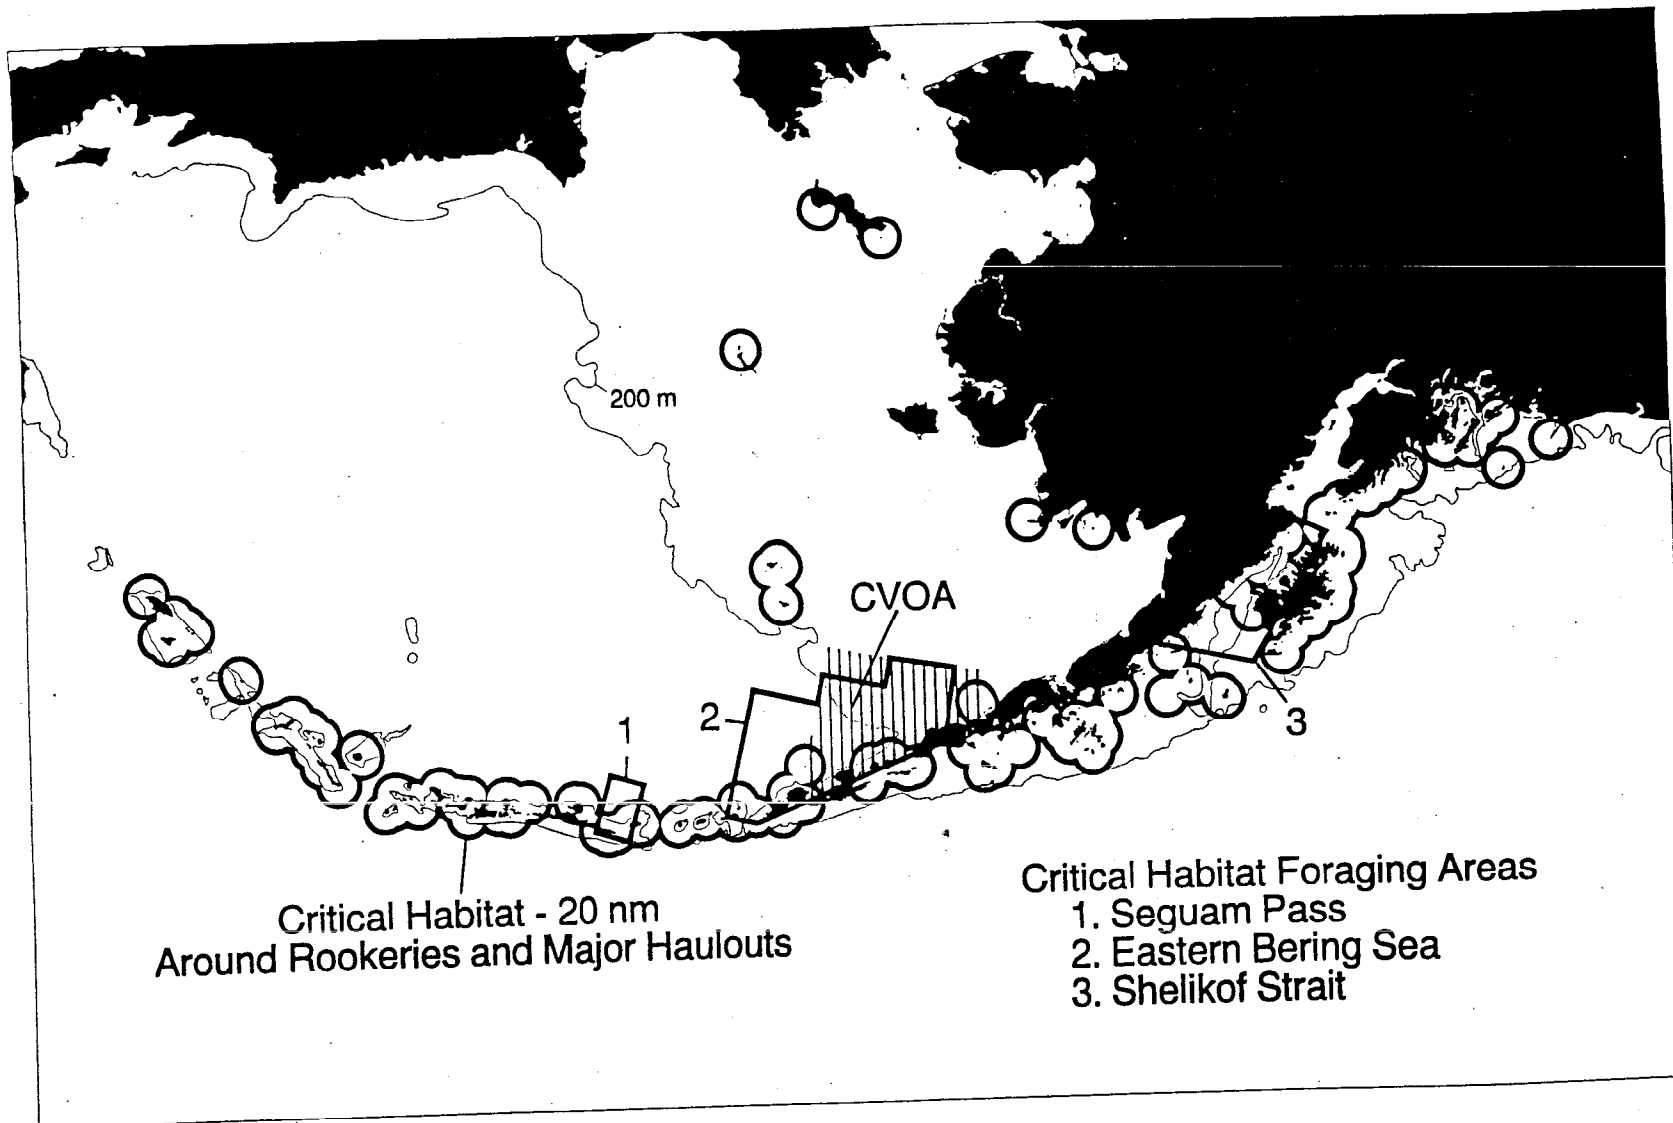 200 m
CVOA
2
1
3
Critical Habitat - 20 nm
Around Rookeries and Major Haulouts
Critical Habitat Foraging Areas
1. Seguam Pass
2. Eastern Bering Sea
3. Shelikof Strait